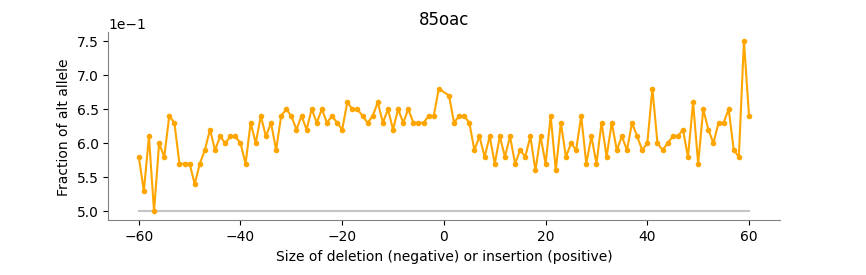 85oac
1e−1
7.5
7.0
6.5
6.0
5.5
5.0
Fraction of alt allele
−60 −40 −20 0 20 40 60
Size of deletion (negative) or insertion (positive)